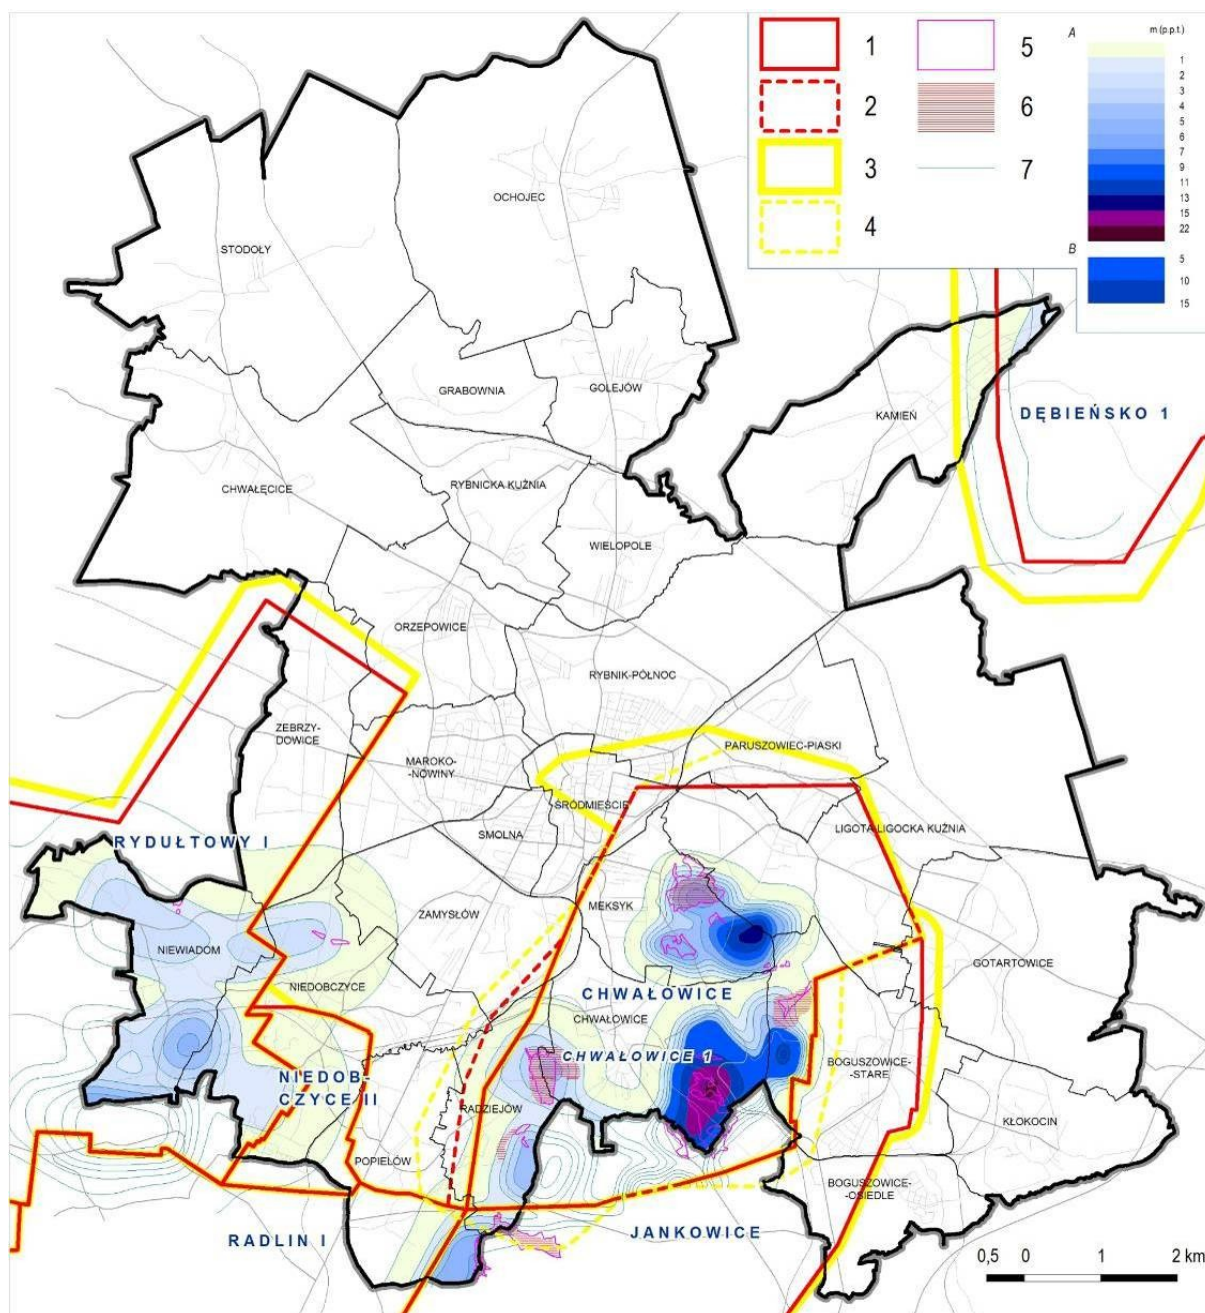 A
m (p.p.t.)
1
5
1
2
2
6
3
4
5
3
7
6
7
9
4
11
13
15
22
B
5
10
15
OCHOJEC
STODOŁY
GRABOWNIA
GOLEJÓW
KAMIEŃ
DĘBIEŃSKO 1
CHWAŁĘCICE
RYBNICKA KUŹNIA
WIELOPOLE
ORZEPOWICE
RYBNIK-PÓŁNOC
ZEBRZY-
DOWICE
MAROKO-
-NOWINY
PARUSZOWIEC-PIASKI
ŚRÓDMIEŚCIE
SMOLNA
LIGOTA-LIGOCKA KUŹNIA
RYDUŁTOWY I
ZAMYSŁÓW
MEKSYK
NIEWIADOM
GOTARTOWICE
NIEDOBCZYCE
CHWAŁOWICE
CHWAŁOWICE
CHWAŁOWICE 1
BOGUSZOWICE-
-STARE
NIEDOB-
CZYCE II
RADZIEJÓW
KŁOKOCIN
POPIELÓW
BOGUSZOWICE-
-OSIEDLE
RADLIN I
JANKOWICE
0,5 0 1 2 km